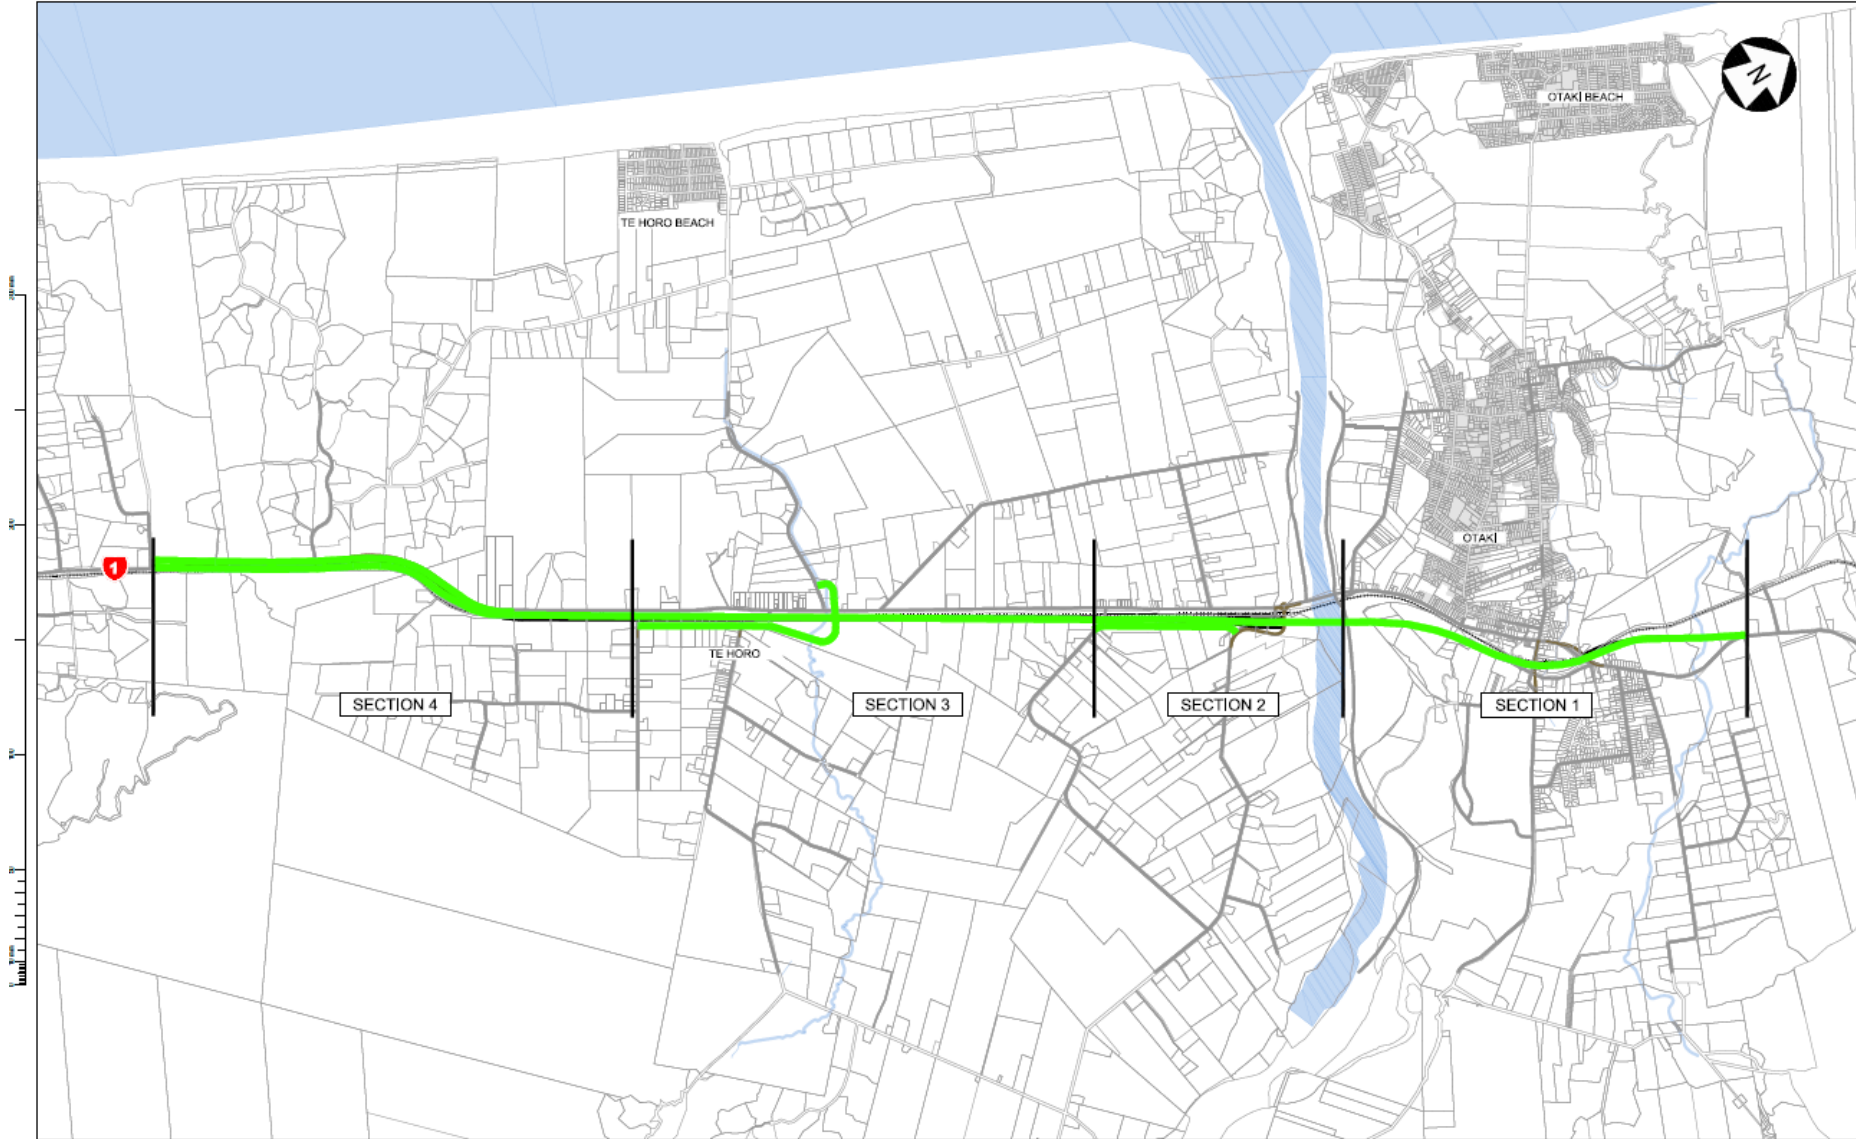 N
OTAKI BEACH
TE HORO BEACH
OTAKI
1
TE HORO
SECTION 4
SECTION 3
SECTION 2
SECTION 1